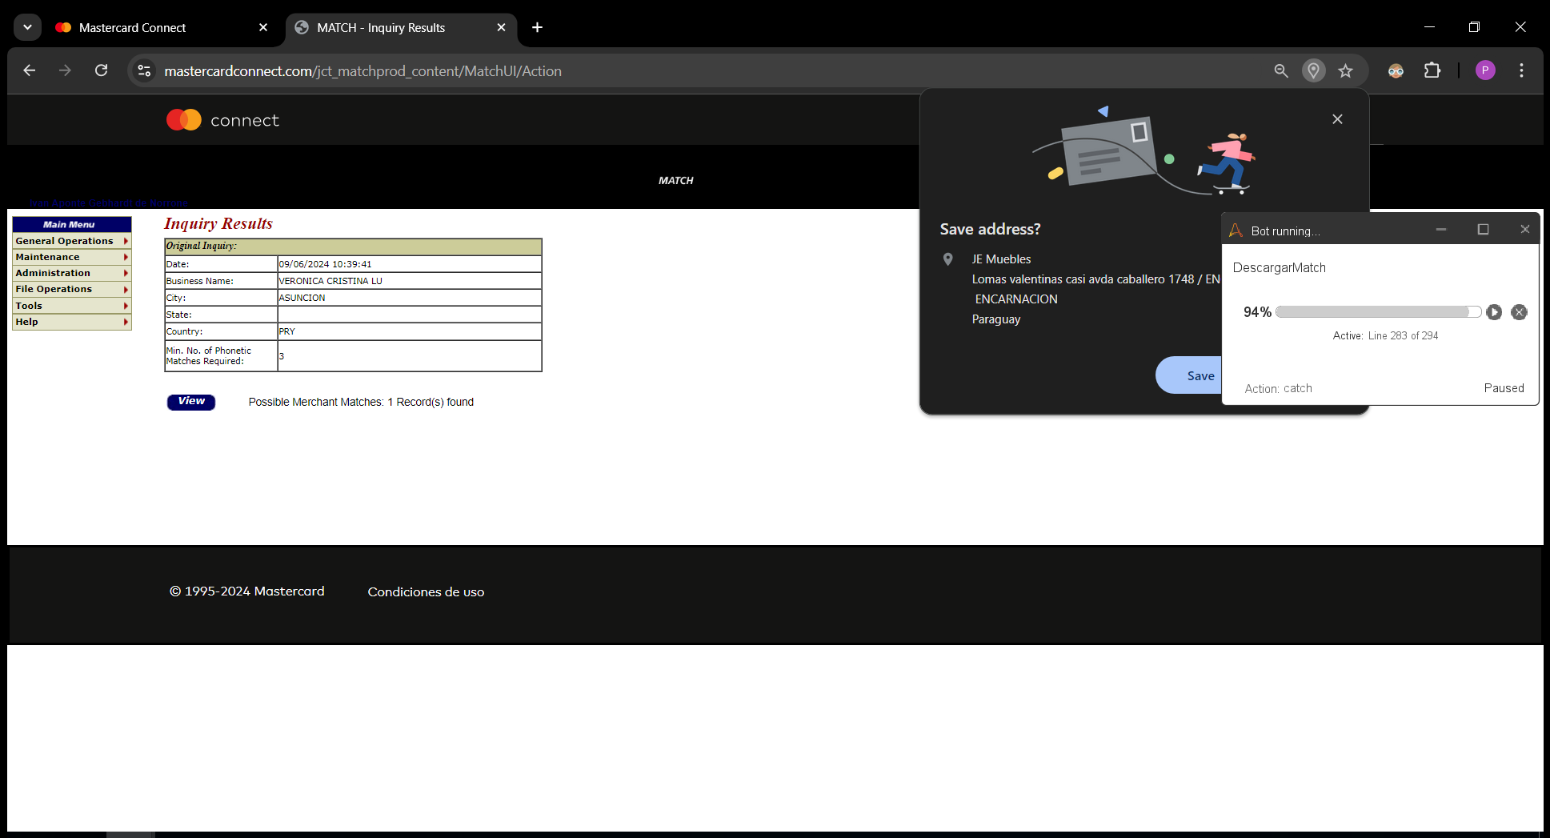 Mastercard Connect
MATCH - Inquiry Results
mastercardconnect.com/jct_matchprod_content/MatchUI/Action
P
connect
MATCH
Save address?
JE Muebles
Lomas valentinas casi avda caballero 1748 / EN
ENCARNACION
Paraguay
Save
Bot running...
DescargarMatch
94%
Active: Line 283 of 294
Action: catch
Paused
Main Menu
General Operations
Maintenance
Administration
File Operations
Tools
Help
Inquiry Results
Original Inquiry:
Date: 09/06/2024 10:39:41
Business Name: VERONICA CRISTINA LU
City: ASUNCION
State:
Country: PRY
Min. No. of Phonetic
Matches Required: 3
View Possible Merchant Matches: 1 Record(s) found
© 1995-2024 Mastercard Condiciones de uso